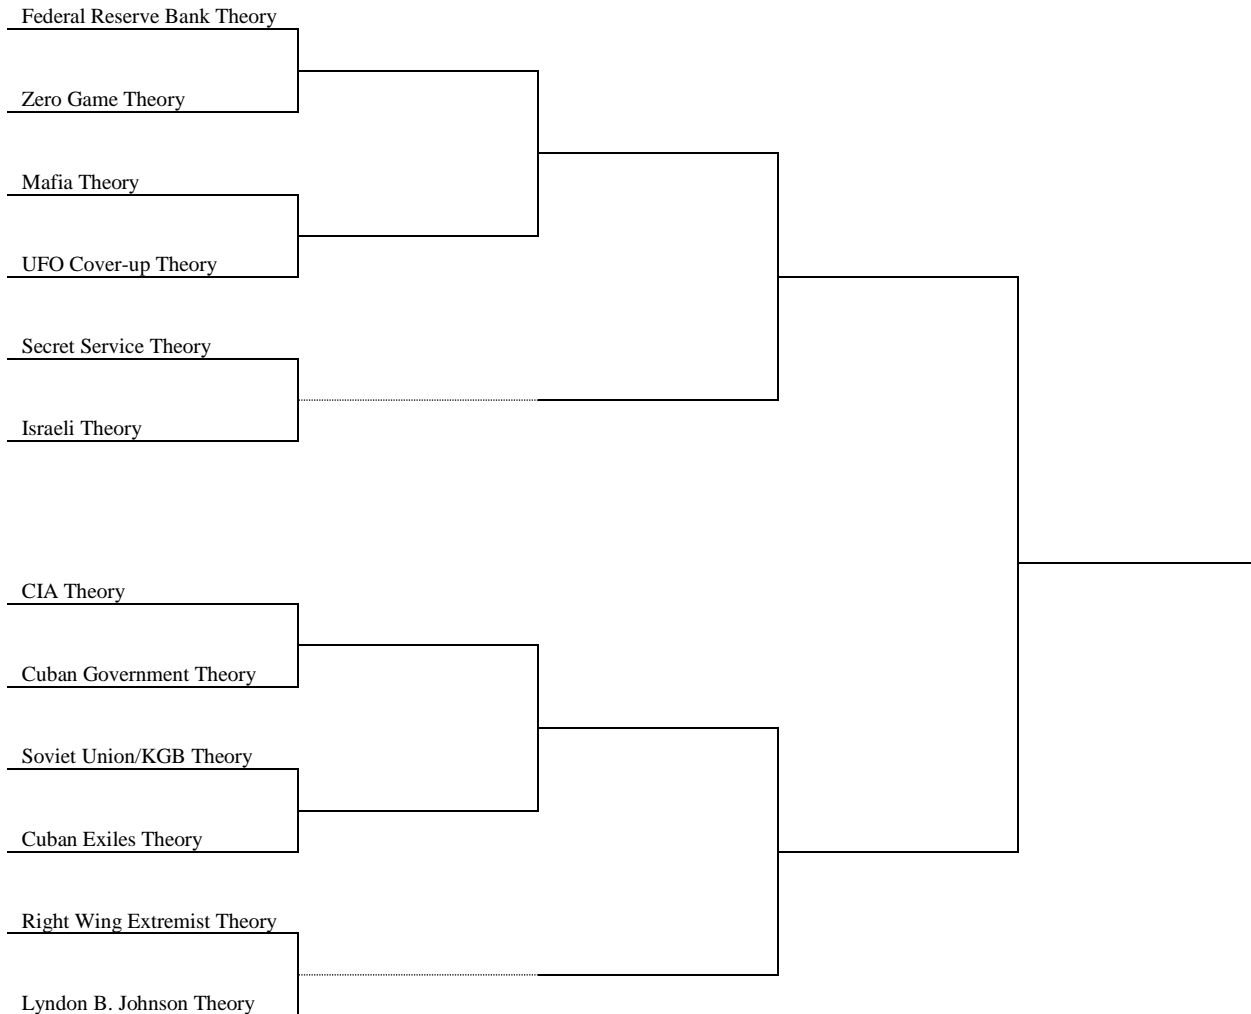 Federal Reserve Bank Theory
Zero Game Theory
Mafia Theory
UFO Cover-up Theory
Secret Service Theory
Israeli Theory
CIA Theory
Cuban Government Theory
Soviet Union/KGB Theory
Cuban Exiles Theory
Right Wing Extremist Theory
Lyndon B. Johnson Theory